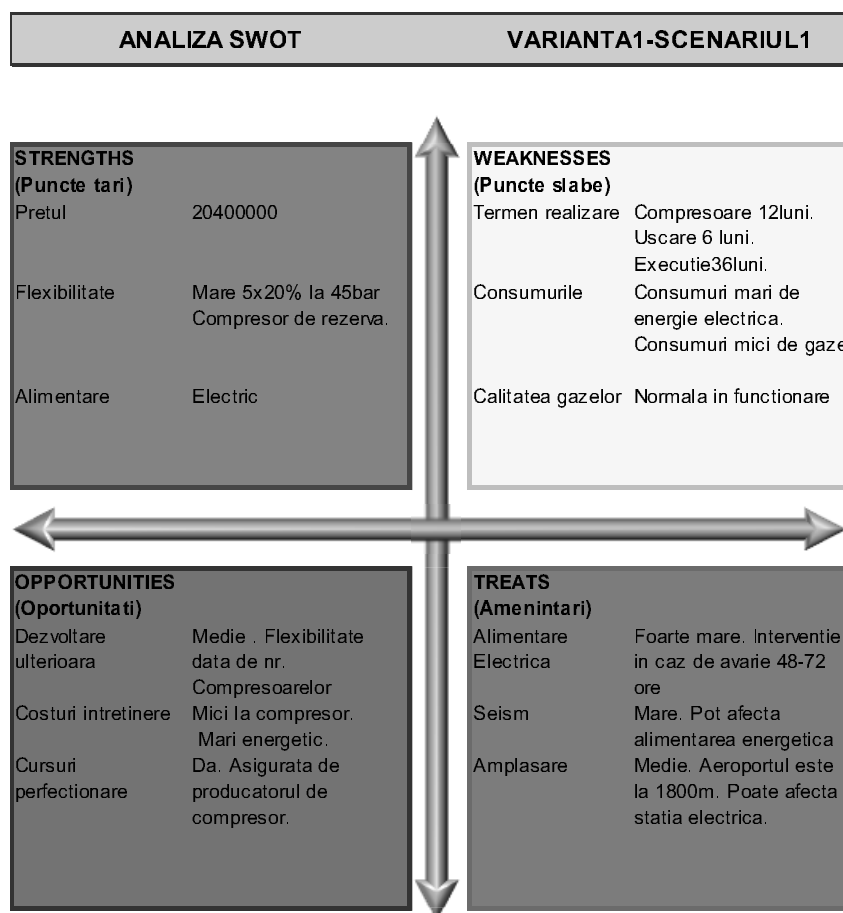 ANALIZA SWOT VARIANTA1-SCENARIUL1
STRENGTHS
(Puncte tari)
Pretul 20400000
Flexibilitate Mare 5x20% la 45bar
Compresor de rezerva.
Alimentare Electric
WEAKNESSES
(Puncte slabe)
Termen realizare Compresoare 12luni.
Uscare 6 luni.
Executie36luni.
Consumurile Consumuri mari de
energie electrica.
Consumuri mici de gaze
Calitatea gazelor Normala in functionare
OPPORTUNITIES
(Oportunitati)
Dezvoltare Medie . Flexibilitate
ulterioara data de nr.
Compresoarelor
Costuri intretinere Mici la compresor.
Mari energetic.
Cursuri Da. Asigurata de
perfectionare producatorul de
compresor.
TREATS
(Amenintari)
Alimentare Foarte mare. Interventie
Electrica in caz de avarie 48-72
ore
Seism Mare. Pot afecta
alimentarea energetica
Amplasare Medie. Aeroportul este
la 1800m. Poate afecta
statia electrica.